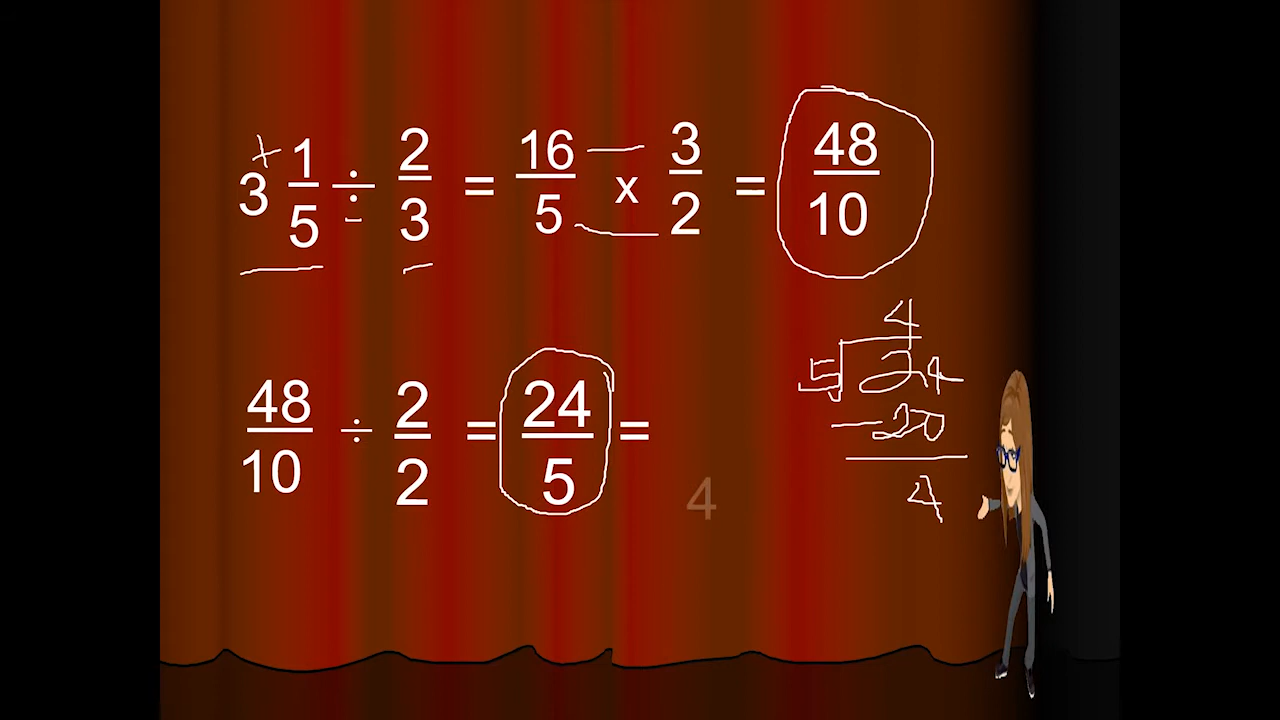 3 1/5 ÷ 2/3 = 16/5 x 3/2 = 48/10
48/10 ÷ 2/2 = 24/5 = 4
4
5 24
- 20
4